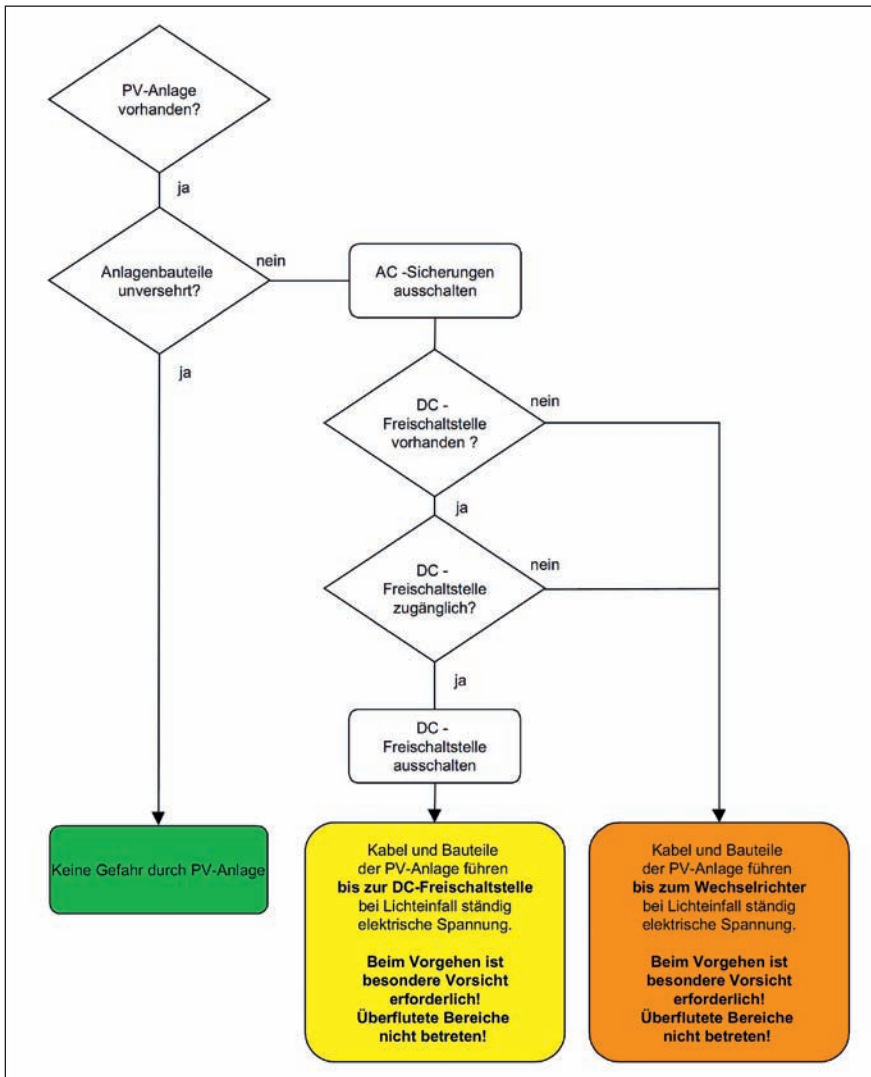 PV-Anlage
vorhanden?
ja
Anlagenbauteile
unversehrt?
nein
AC -Sicherungen
ausschalten
ja
DC -
Freischaltstelle
vorhanden ?
nein
ja
DC -
Freischaltstelle
zugänglich?
nein
ja
DC -
Freischaltstelle
ausschalten
Keine Gefahr durch PV-Anlage
Kabel und Bauteile
der PV-Anlage führen
bis zur DC-Freischaltstelle
bei Lichteinfall ständig
elektrische Spannung.
Beim Vorgehen ist
besondere Vorsicht
erforderlich!
Überflutete Bereiche
nicht betreten!
Kabel und Bauteile
der PV-Anlage führen
bis zum Wechselrichter
bei Lichteinfall ständig
elektrische Spannung.
Beim Vorgehen ist
besondere Vorsicht
erforderlich!
Überflutete Bereiche
nicht betreten!